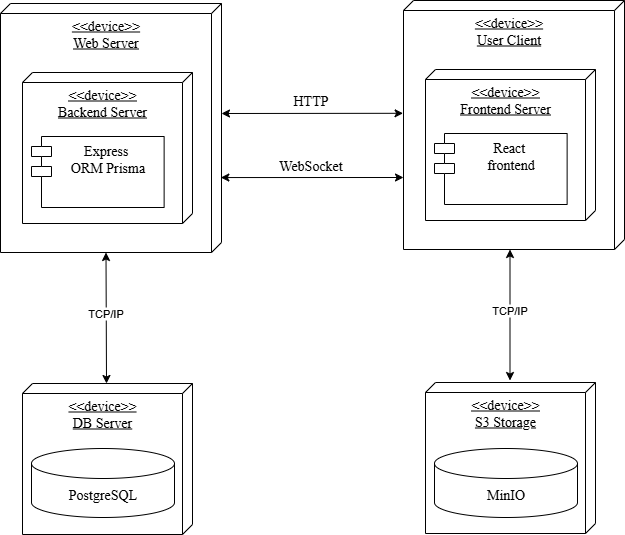 <<device>>
Web Server
<<device>>
Backend Server
Express
ORM Prisma
HTTP
WebSocket
<<device>>
User Client
<<device>>
Frontend Server
React
frontend
TCP/IP
TCP/IP
<<device>>
DB Server
PostgreSQL
<<device>>
S3 Storage
MinIO